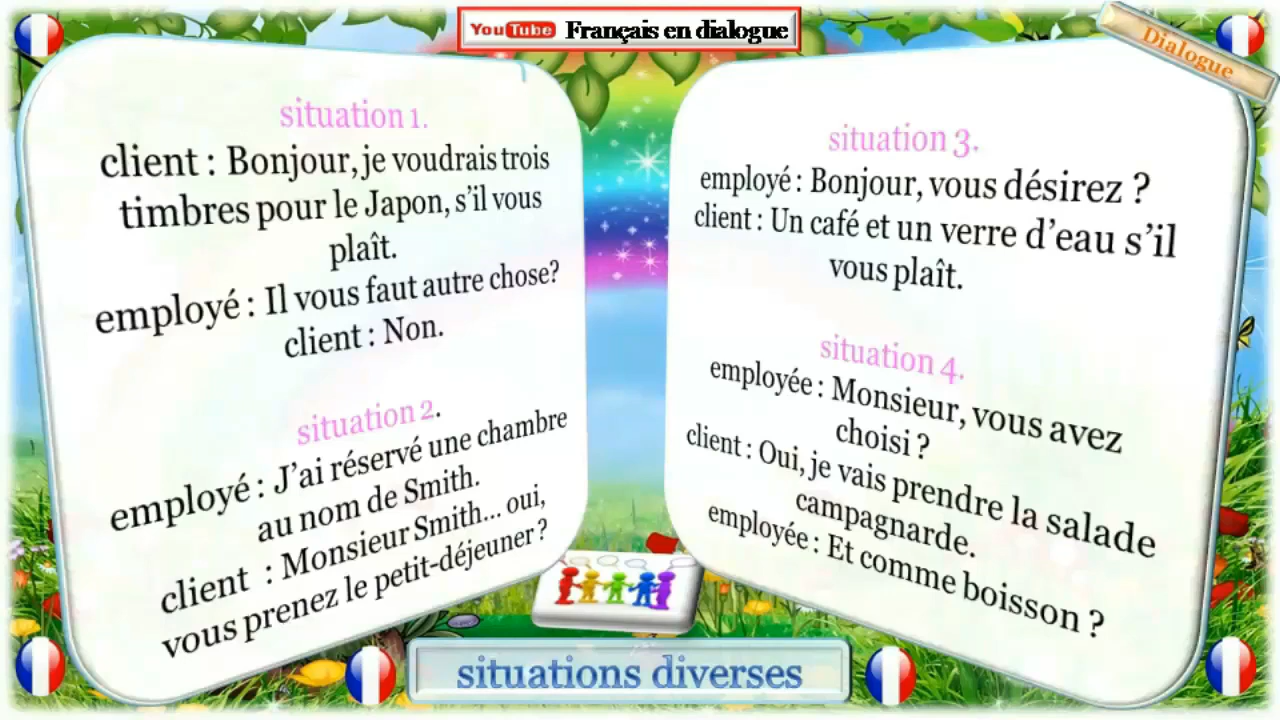 YouTube Français en dialogue
Dialogue
situation 1.
client : Bonjour, je voudrais trois
timbres pour le Japon, s'il vous
plaît.
employé : Il vous faut autre chose?
client : Non.
situation 2.
employé : J'ai réservé une chambre
au nom de Smith.
client : Monsieur Smith... oui,
vous prenez le petit-déjeuner ?
situation 3.
employé : Bonjour, vous désirez ?
client : Un café et un verre d'eau s'il
vous plaît.
situation 4.
employée : Monsieur, vous avez
choisi ?
client : Oui, je vais prendre la salade
campagnarde.
employée : Et comme boisson ?
situations diverses